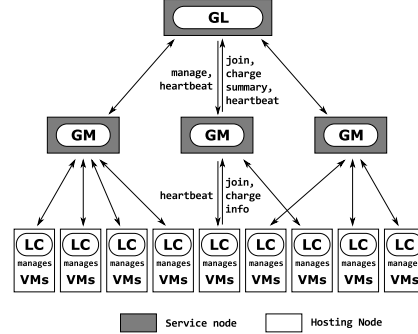 GL
manage,
heartbeat
join,
charge
summary,
heartbeat
GM GM GM
heartbeat
join,
charge
info
LC LC LC LC LC LC LC LC LC
manages manages manages manages manages manages manages manages manages
VMs VMs VMs VMs VMs VMs VMs VMs VMs
Service node Hosting Node